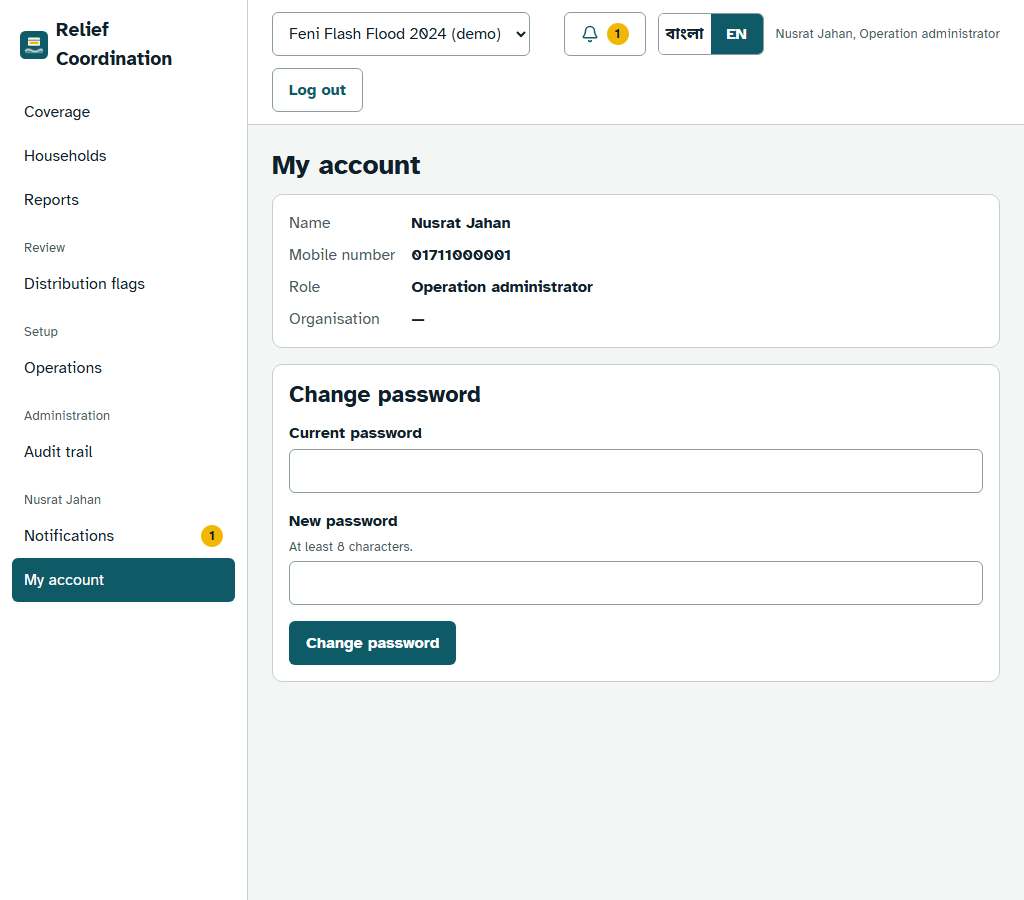 Relief
Coordination
Coverage
Households
Reports
Review
Distribution flags
Setup
Operations
Administration
Audit trail
Nusrat Jahan
Notifications 1
My account
Feni Flash Flood 2024 (demo) 1 বাংলা EN Nusrat Jahan, Operation administrator
Log out
My account
Name Nusrat Jahan
Mobile number 01711000001
Role Operation administrator
Organisation —
Change password
Current password
New password
At least 8 characters.
Change password